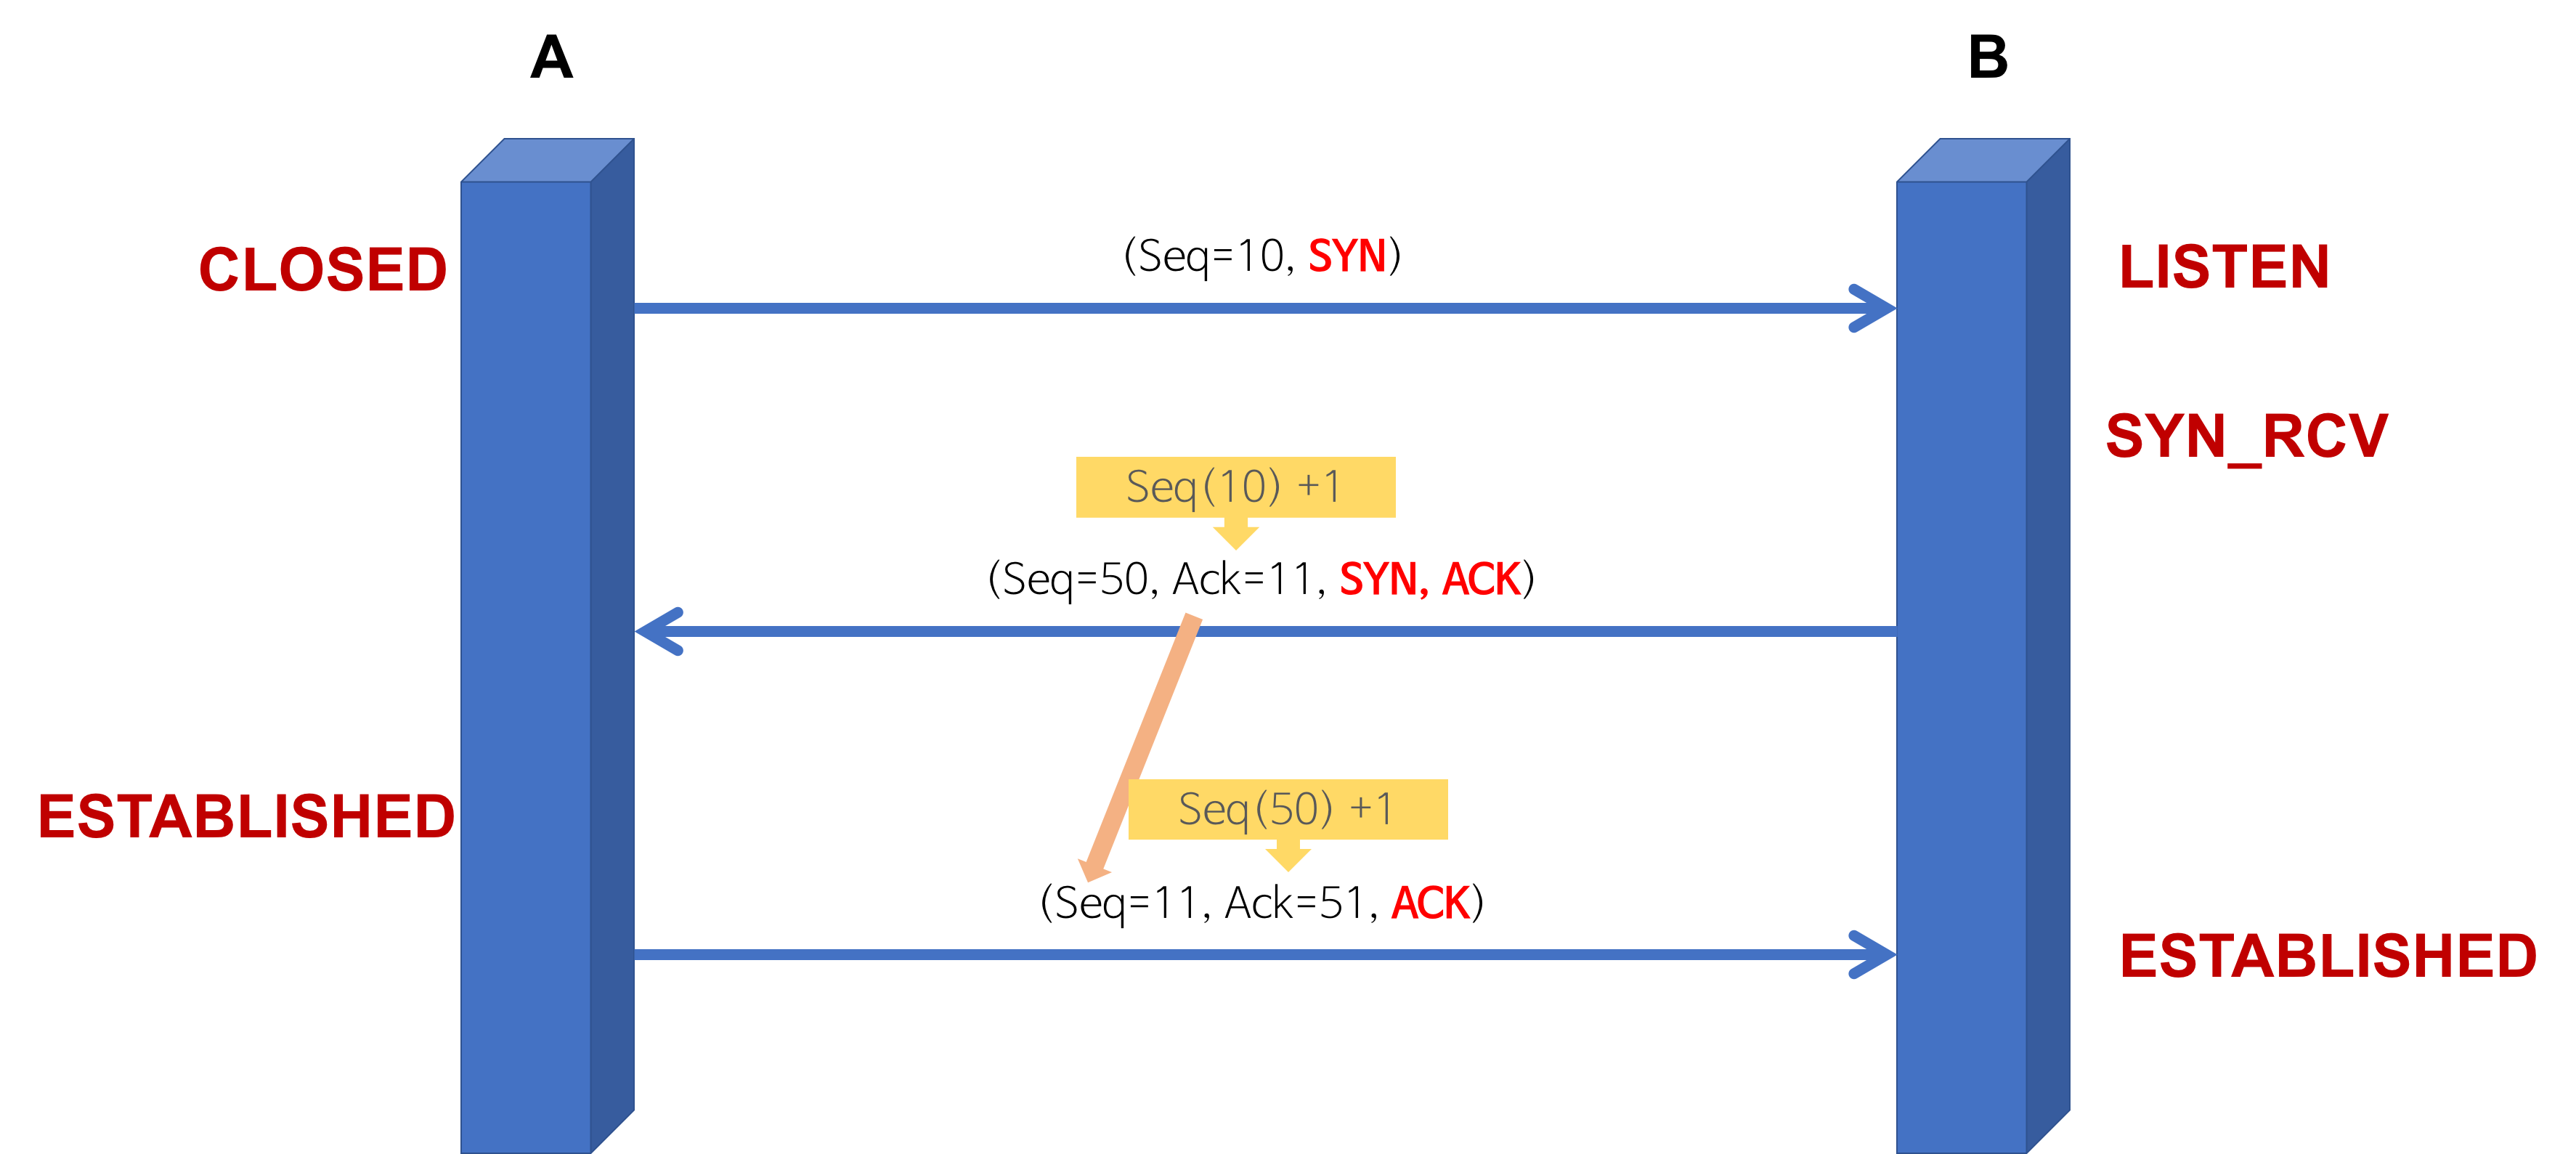 A
B
CLOSED
(Seq=10, SYN)
LISTEN
SYN_RCV
Seq(10) +1
(Seq=50, Ack=11, SYN, ACK)
ESTABLISHED
Seq(50) +1
(Seq=11, Ack=51, ACK)
ESTABLISHED